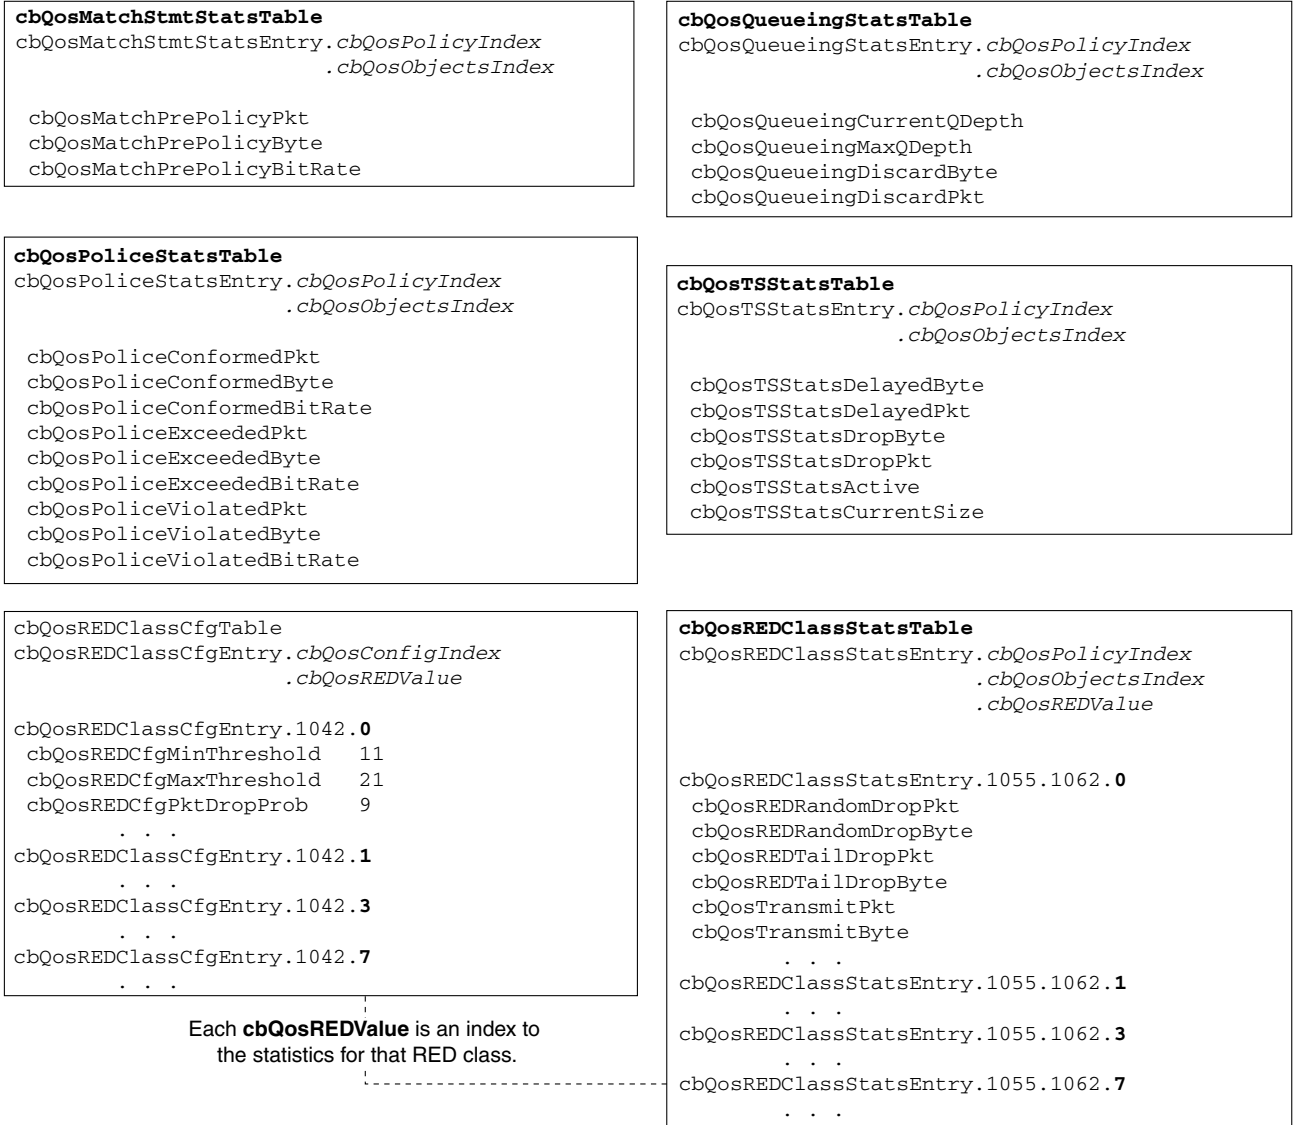 cbQosMatchStmtStatsTable
cbQosMatchStmtStatsEntry.cbQosPolicyIndex
.cbQosObjectsIndex
cbQosMatchPrePolicyPkt
cbQosMatchPrePolicyByte
cbQosMatchPrePolicyBitRate
cbQosQueueingStatsTable
cbQosQueueingStatsEntry.cbQosPolicyIndex
.cbQosObjectsIndex
cbQosQueueingCurrentQDepth
cbQosQueueingMaxQDepth
cbQosQueueingDiscardByte
cbQosQueueingDiscardPkt
cbQosPoliceStatsTable
cbQosPoliceStatsEntry.cbQosPolicyIndex
.cbQosObjectsIndex
cbQosPoliceConformedPkt
cbQosPoliceConformedByte
cbQosPoliceConformedBitRate
cbQosPoliceExceededPkt
cbQosPoliceExceededByte
cbQosPoliceExceededBitRate
cbQosPoliceViolatedPkt
cbQosPoliceViolatedByte
cbQosPoliceViolatedBitRate
cbQosTSStatsTable
cbQosTSStatsEntry.cbQosPolicyIndex
.cbQosObjectsIndex
cbQosTSStatsDelayedByte
cbQosTSStatsDelayedPkt
cbQosTSStatsDropByte
cbQosTSStatsDropPkt
cbQosTSStatsActive
cbQosTSStatsCurrentSize
cbQosREDClassCfgTable
cbQosREDClassCfgEntry.cbQosConfigIndex
.cbQosREDValue
cbQosREDClassCfgEntry.1042.0
cbQosREDCfgMinThreshold 11
cbQosREDCfgMaxThreshold 21
cbQosREDCfgPktDropProb 9
. . .
cbQosREDClassCfgEntry.1042.1
. . .
cbQosREDClassCfgEntry.1042.3
. . .
cbQosREDClassCfgEntry.1042.7
. . .
Each cbQosREDValue is an index to
the statistics for that RED class.
cbQosREDClassStatsTable
cbQosREDClassStatsEntry.cbQosPolicyIndex
.cbQosObjectsIndex
.cbQosREDValue
cbQosREDClassStatsEntry.1055.1062.0
cbQosREDRandomDropPkt
cbQosREDRandomDropByte
cbQosREDTailDropPkt
cbQosREDTailDropByte
cbQosTransmitPkt
cbQosTransmitByte
. . .
cbQosREDClassStatsEntry.1055.1062.1
. . .
cbQosREDClassStatsEntry.1055.1062.3
. . .
cbQosREDClassStatsEntry.1055.1062.7
. . .